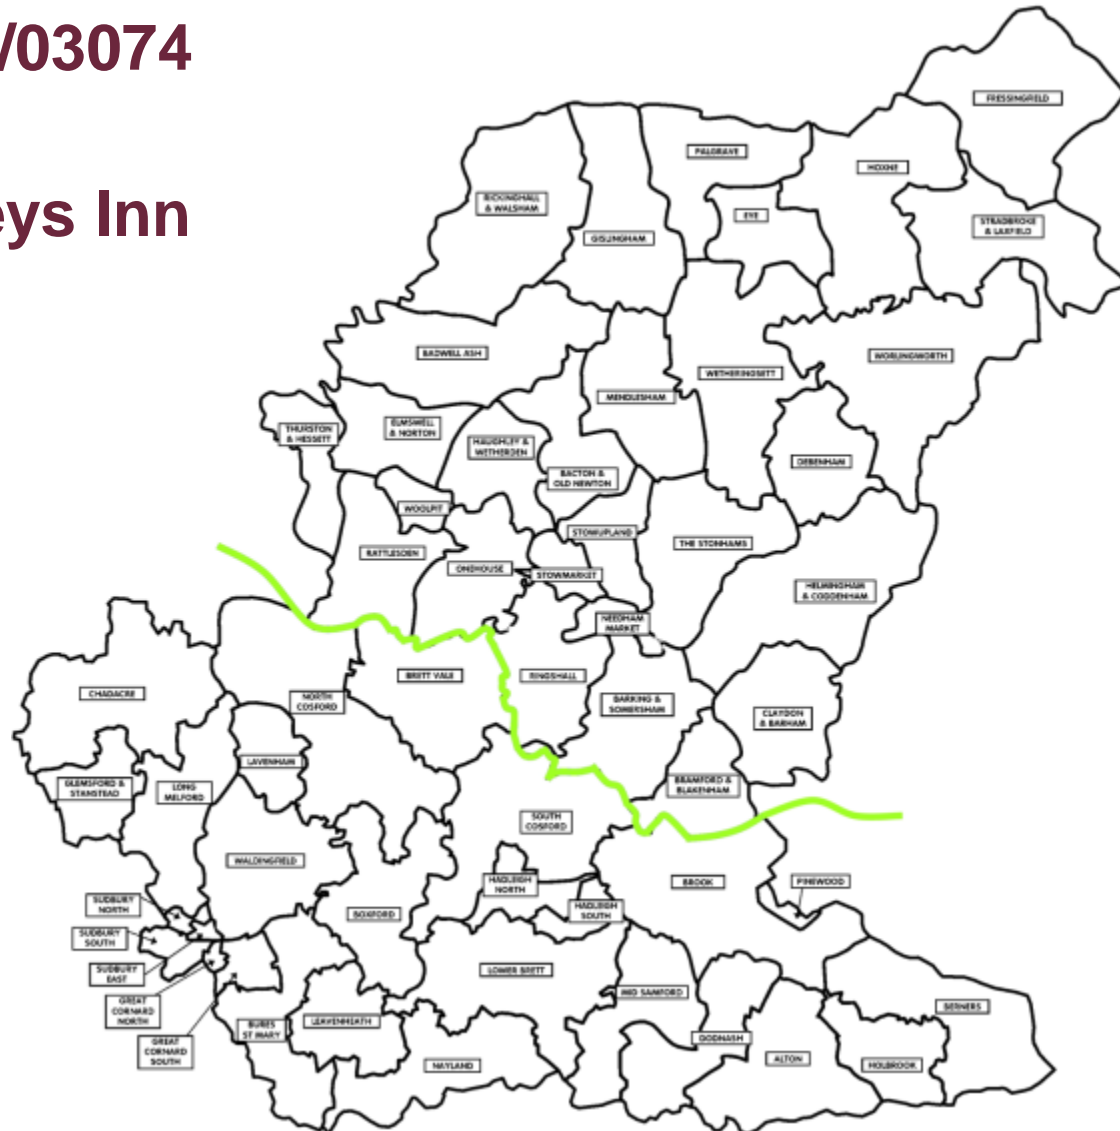 /03074
eys Inn
FRESSINGFIELD
PALGRAVE
HOXNE
RICKINGHALL
& WALSHAM
EYE
STRADBROKE
& LAXFIELD
GISLINGHAM
BADWELL ASH
WORLINGWORTH
WETHERINGSETT
MENDLESHAM
THURSTON
& HESSETT
ELMSWELL
& NORTON
HAUGHLEY &
WETHERDEN
DEBENHAM
BACTON &
OLD NEWTON
WOOLPIT
STOWUPLAND
THE STONHAMS
RATTLESDEN
ONEHOUSE
STOWMARKET
HELMINGHAM
& CODDENHAM
NEEDHAM
MARKET
BRETT VALE
RINGSHALL
CHADACRE
NORTH
COSFORD
BARKING &
SOMERSHAM
CLAYDON
& BARHAM
LAVENHAM
GLEMSFORD &
STANSTEAD
LONG
MELFORD
BRAMFORD &
BLAKENHAM
SOUTH
COSFORD
WALDINGFIELD
HADLEIGH
NORTH
BROOK
PINEWOOD
SUDBURY
NORTH
BOXFORD
HADLEIGH
SOUTH
SUDBURY
SOUTH
SUDBURY
EAST
LOWER BRETT
MID SAMFORD
GREAT
CORNARD
NORTH
BURES
ST MARY
LEAVENHEATH
BERNERS
GREAT
CORNARD
SOUTH
DODNASH
NAYLAND
ALTON
HOLBROOK